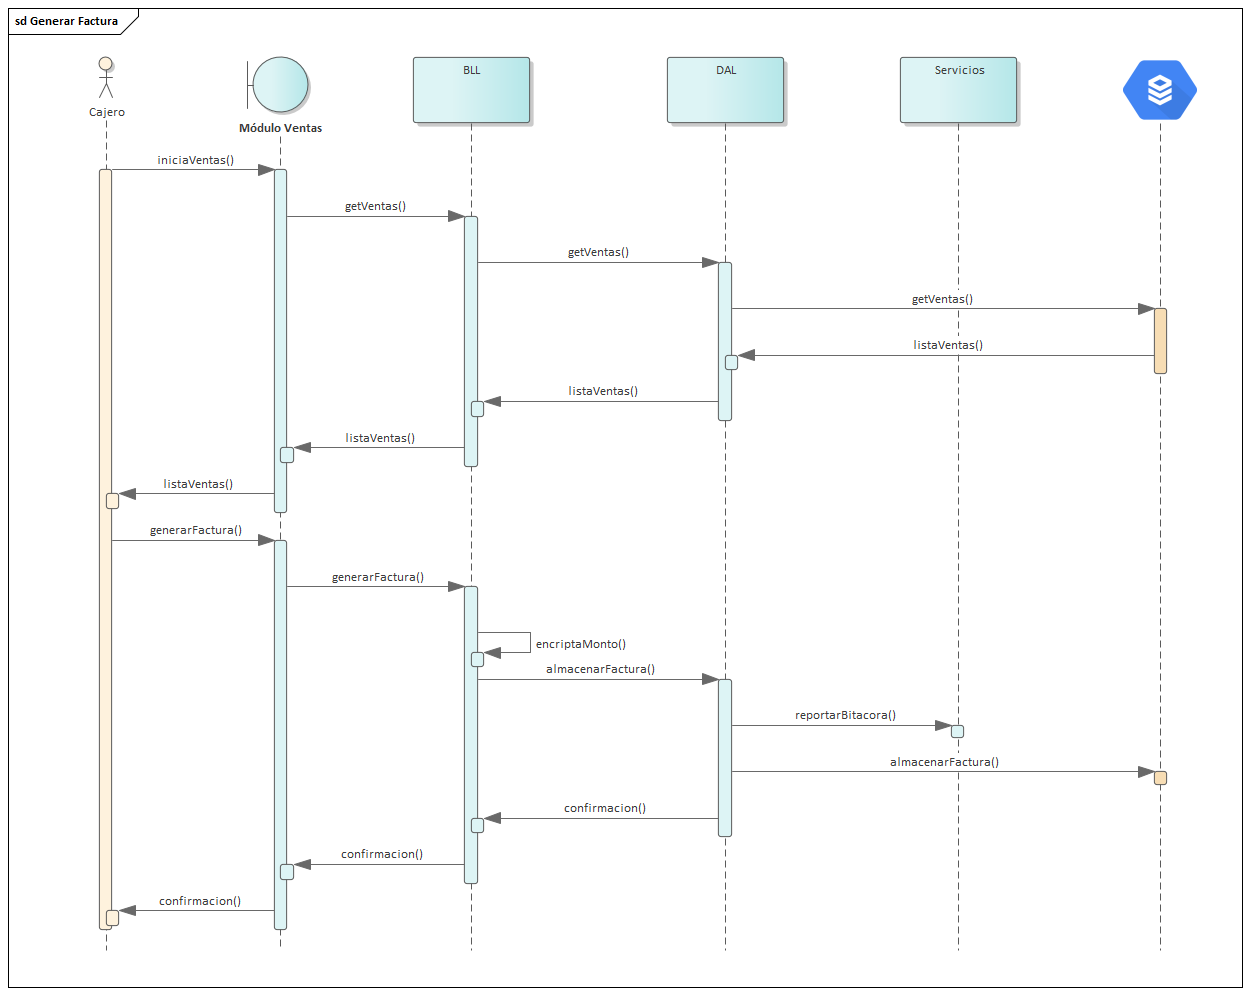 sd Generar Factura
Cajero
Módulo Ventas
BLL
DAL
Servicios
iniciaVentas()
getVentas()
getVentas()
getVentas()
listaVentas()
listaVentas()
listaVentas()
listaVentas()
generarFactura()
generarFactura()
encriptaMonto()
almacenarFactura()
reportarBitacora()
almacenarFactura()
confirmacion()
confirmacion()
confirmacion()